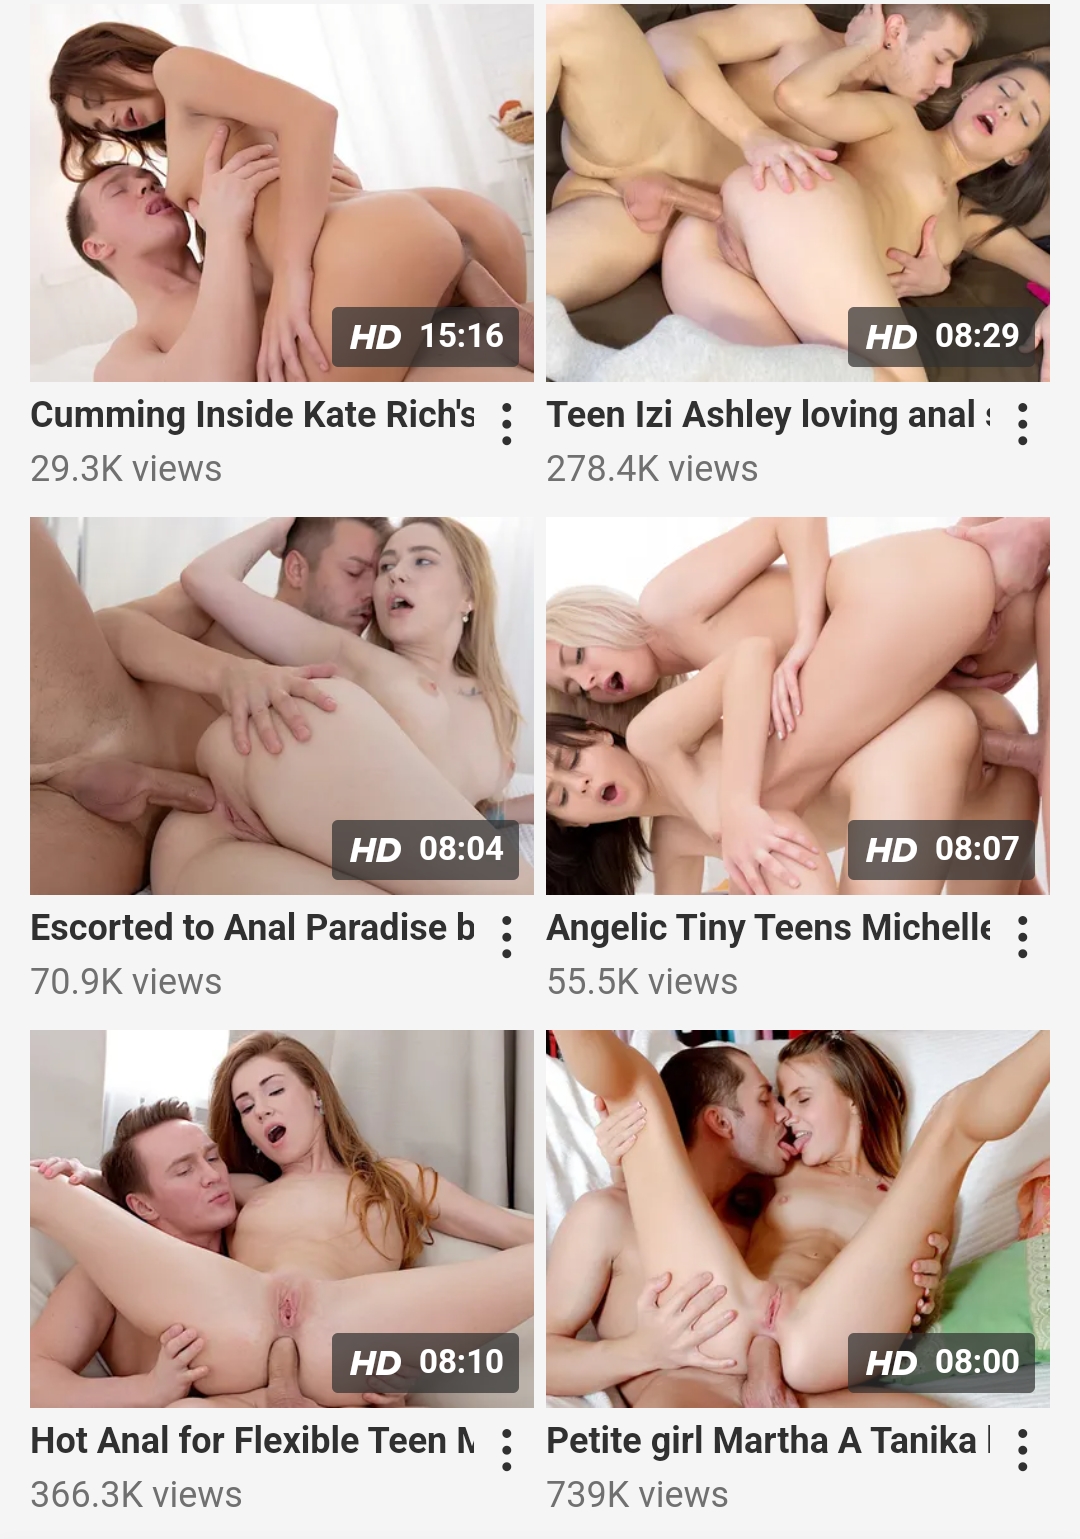 HD 15:16
HD 08:29
Cumming Inside Kate Rich's
Teen Izi Ashley loving anal
29.3K views
278.4K views
HD 08:04
HD 08:07
Escorted to Anal Paradise b
Angelic Tiny Teens Michelle
70.9K views
55.5K views
HD 08:10
HD 08:00
Hot Anal for Flexible Teen
Petite girl Martha A Tanika
366.3K views
739K views